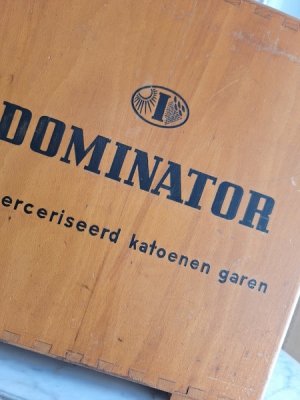 I
DOMINATOR
erceriseerd katoenen garen